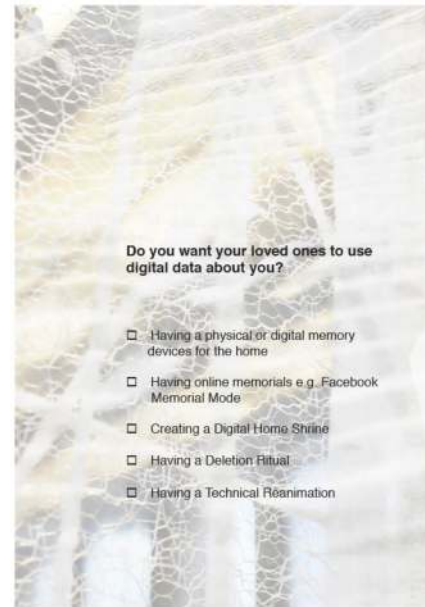 Do you want your loved ones to use
digital data about you?
☐ Having a physical or digital memory
devices for the home
☐ Having online memorials e.g. Facebook
Memorial Mode
☐ Creating a Digital Home Shrine
☐ Having a Deletion Ritual
☐ Having a Technical Reanimation